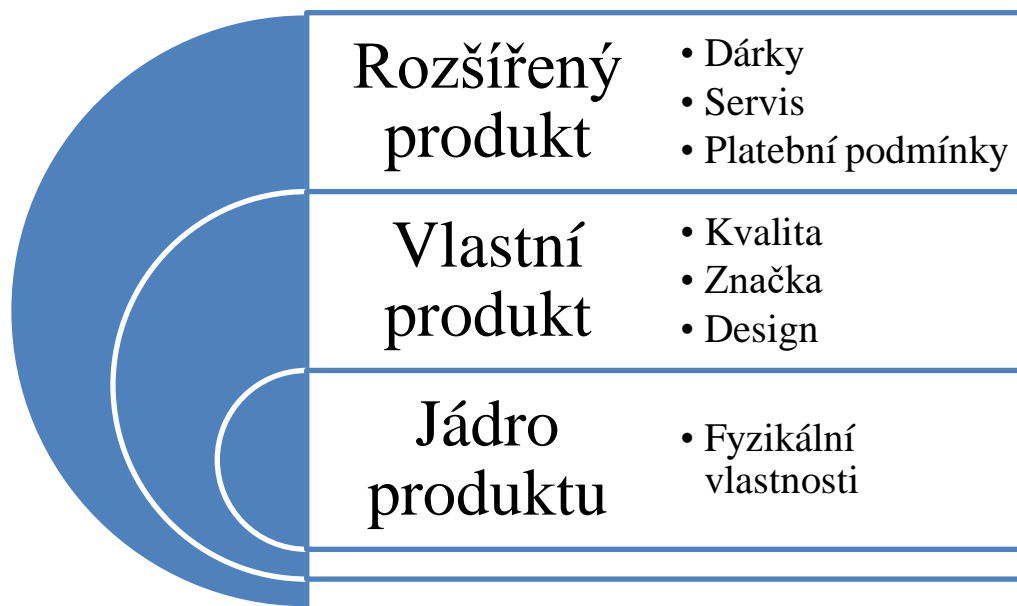 Rozšířený
produkt
• Dárky
• Servis
• Platební podmínky
Vlastní
produkt
• Kvalita
• Značka
• Design
Jádro
produktu
• Fyzikální
vlastnosti